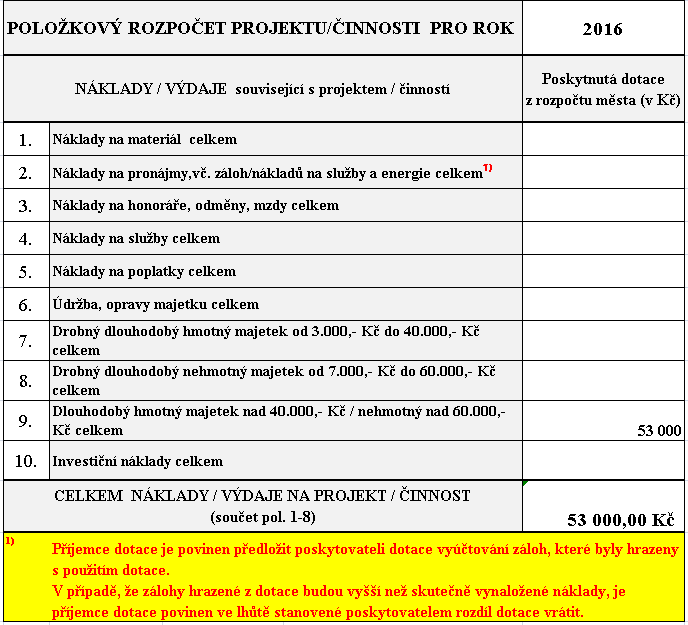 POLOŽKOVÝ ROZPOČET PROJEKTU/ČINNOSTI PRO ROK 2016
NÁKLADY / VÝDAJE související s projektem / činností
Poskytnutá dotace
z rozpočtu města (v Kč)
1. Náklady na materiál celkem
2. Náklady na pronájmy,vč. záloh/nákladů na služby a energie celkem 1)
3. Náklady na honoráře, odměny, mzdy celkem
4. Náklady na služby celkem
5. Náklady na poplatky celkem
6. Údržba, opravy majetku celkem
7. Drobný dlouhodobý hmotný majetek od 3.000,- Kč do 40.000,- Kč
celkem
8. Drobný dlouhodobý nehmotný majetek od 7.000,- Kč do 60.000,- Kč
celkem
9. Dlouhodobý hmotný majetek nad 40.000,- Kč / nehmotný nad 60.000,-
Kč celkem 53 000
10. Investiční náklady celkem
CELKEM NÁKLADY / VÝDAJE NA PROJEKT / ČINNOST
(součet pol. 1-8) 53 000,00 Kč
1) Příjemce dotace je povinen předložit poskytovateli dotace vyúčtování záloh, které byly hrazeny
s použitím dotace.
V případě, že zálohy hrazené z dotace budou vyšší než skutečně vynaložené náklady, je
příjemce dotace povinen ve lhůtě stanovené poskytovatelem rozdíl dotace vrátit.